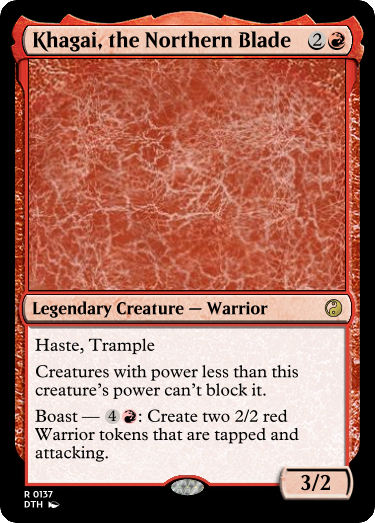 Khagai, the Northern Blade 2
Legendary Creature — Warrior
Haste, Trample
Creatures with power less than this
creature's power can't block it.
Boast — 4 : Create two 2/2 red
Warrior tokens that are tapped and
attacking.
3/2
R 0137
DTH